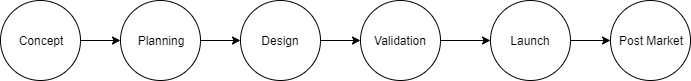 Concept
Planning
Design
Validation
Launch
Post Market